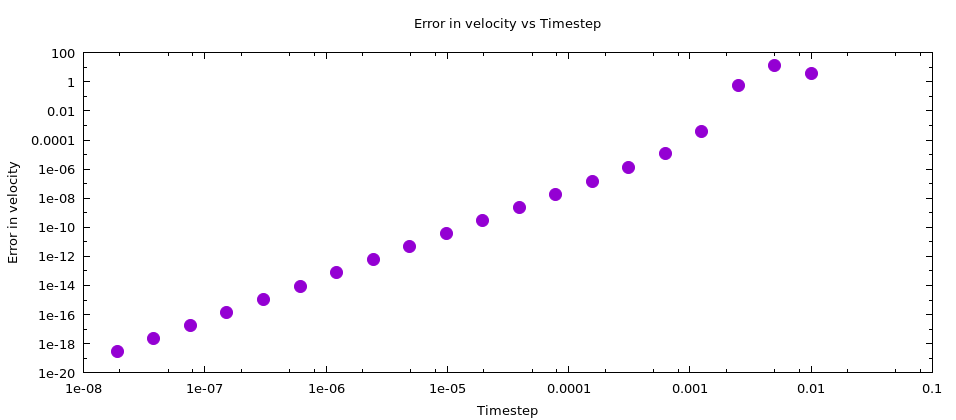 Error in velocity vs Timestep
100
1
0.01
0.0001
1e-06
1e-08
1e-10
1e-12
1e-14
1e-16
1e-18
1e-20
Error in velocity
1e-08 1e-07 1e-06 1e-05 0.0001 0.001 0.01 0.1
Timestep